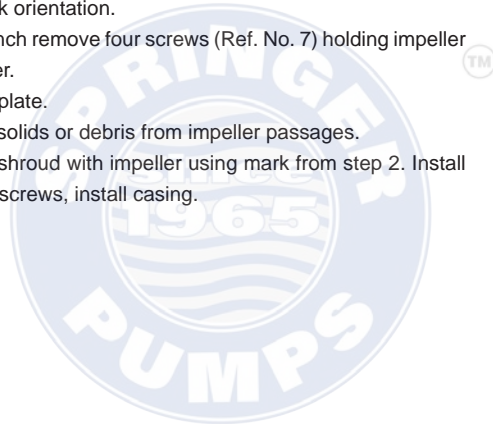 k orientation.
nch remove four screws (Ref. No. 7) holding impeller
er.
plate.
solids or debris from impeller passages.
shroud with impeller using mark from step 2. Install
screws, install casing.
SPRINGER
TM
since
1965
PUMPS